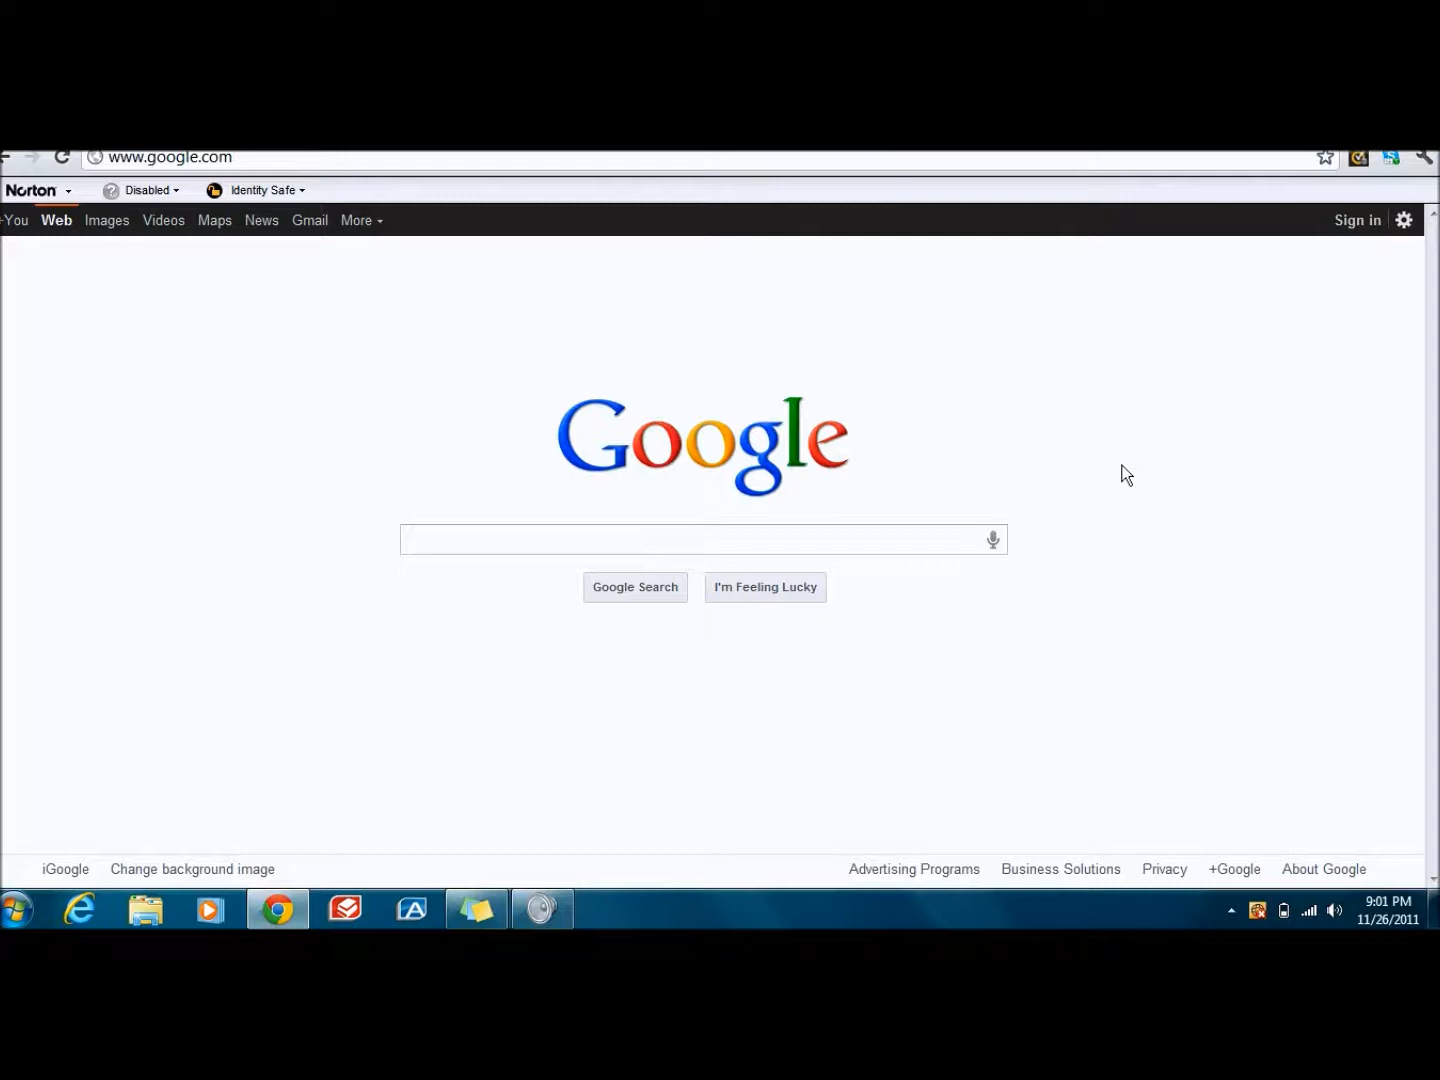 www.google.com
Norton Disabled Identity Safe
You Web Images Videos Maps News Gmail More Sign in
Google
Google Search I'm Feeling Lucky
iGoogle Change background image Advertising Programs Business Solutions Privacy +Google About Google
9:01 PM
11/26/2011